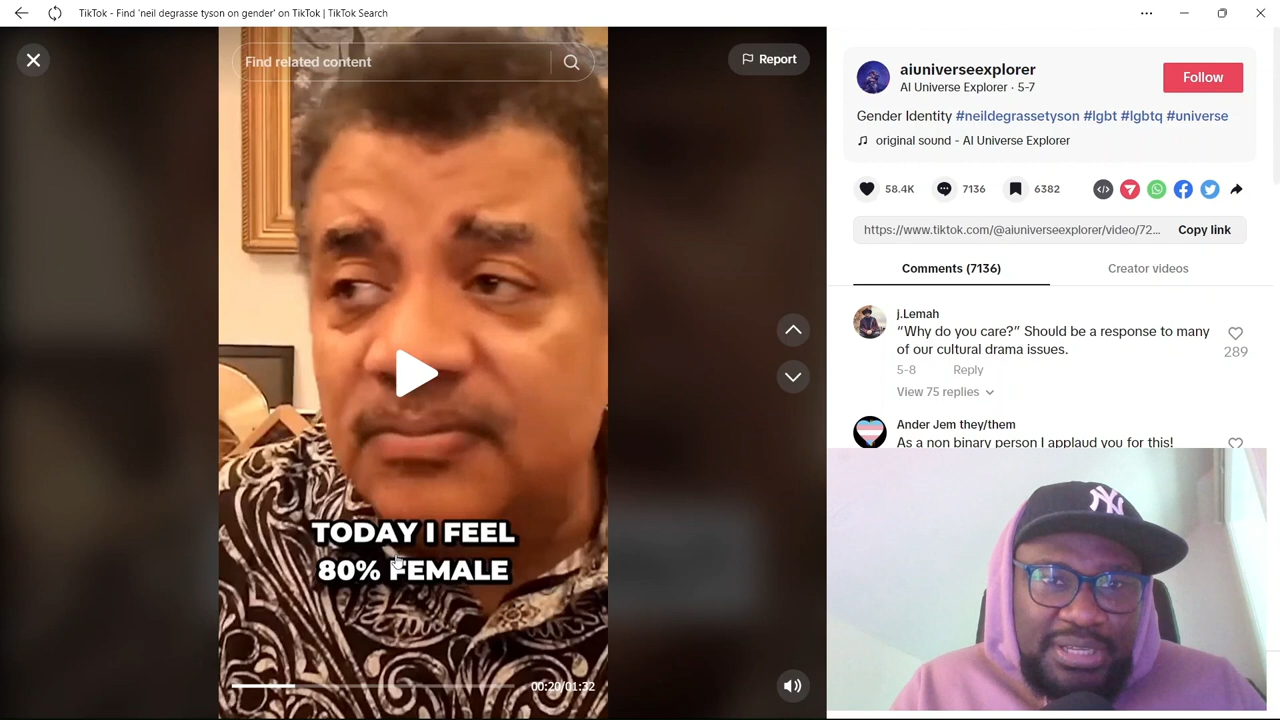 TikTok - Find 'neil degrasse tyson on gender' on TikTok | TikTok Search
Find related content
Report
TODAY I FEEL
80% FEMALE
00:20/01:32
aiuniverseexplorer
AI Universe Explorer · 5-7
Follow
Gender Identity #neildegrassetyson #lgbt #lgbtq #universe
original sound - AI Universe Explorer
58.4K
7136
6382
https://www.tiktok.com/@aiuniverseexplorer/video/72...
Copy link
Comments (7136)
Creator videos
j.Lemah
“Why do you care?” Should be a response to many
of our cultural drama issues.
289
5-8
Reply
View 75 replies
Ander Jem they/them
As a non binary person I applaud you for this!
NY